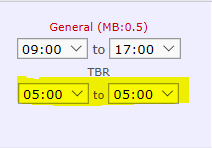 General (MB:0.5)
09:00 to 17:00
TBR
05:00 to 05:00